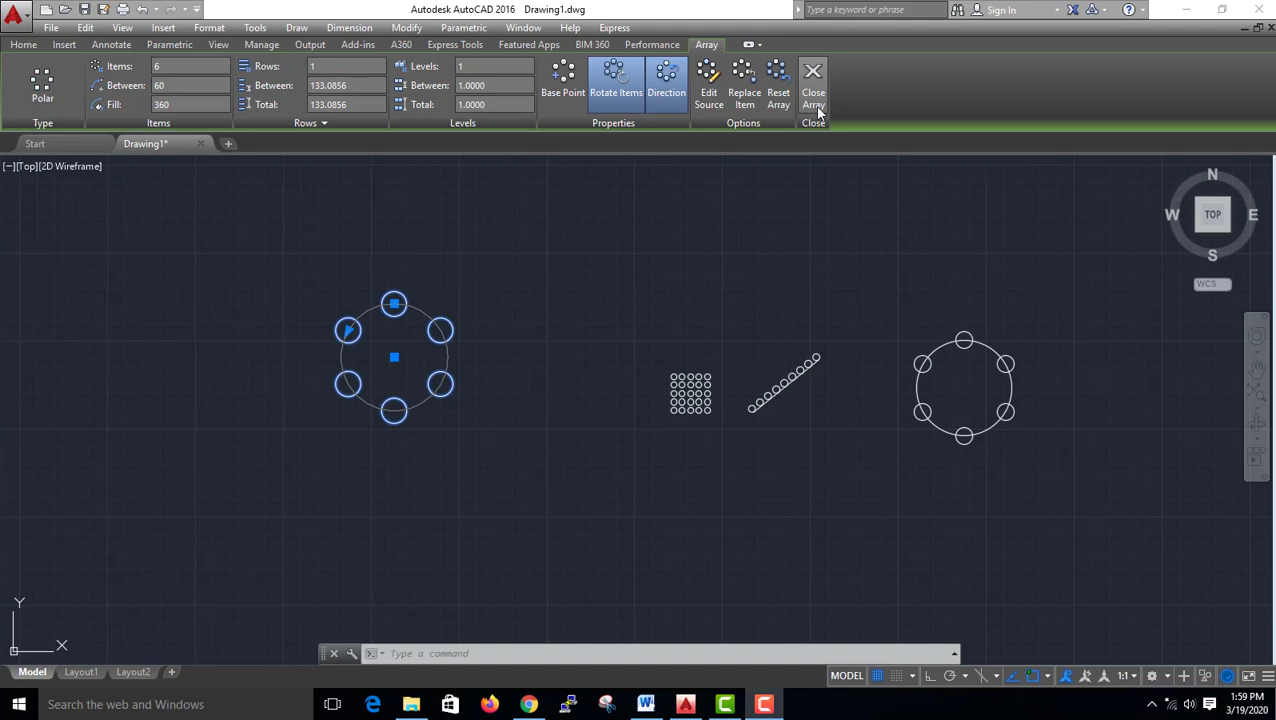 Autodesk AutoCAD 2016 Drawing1.dwg
Type a keyword or phrase
Sign In
File Edit View Insert Format Tools Draw Dimension Modify Parametric Window Help Express
Home Insert Annotate Parametric View Manage Output Add-ins A360 Express Tools Featured Apps BIM 360 Performance Array
Items: 6 Rows: 1 Levels: 1
Between: 60 Between: 133.0856 Between: 1.0000
Fill: 360 Total: 133.0856 Total: 1.0000
Polar
Base Point Rotate Items Direction
Edit Source
Replace Item
Reset Array
Close Array
Type Items Rows Levels Properties Options Close
Start Drawing1*
[−][Top][2D Wireframe]
N
W TOP E
S
WCS
Y
X
Type a command
Model Layout1 Layout2 +
MODEL 1:1
Search the web and Windows
1:59 PM
3/19/2020